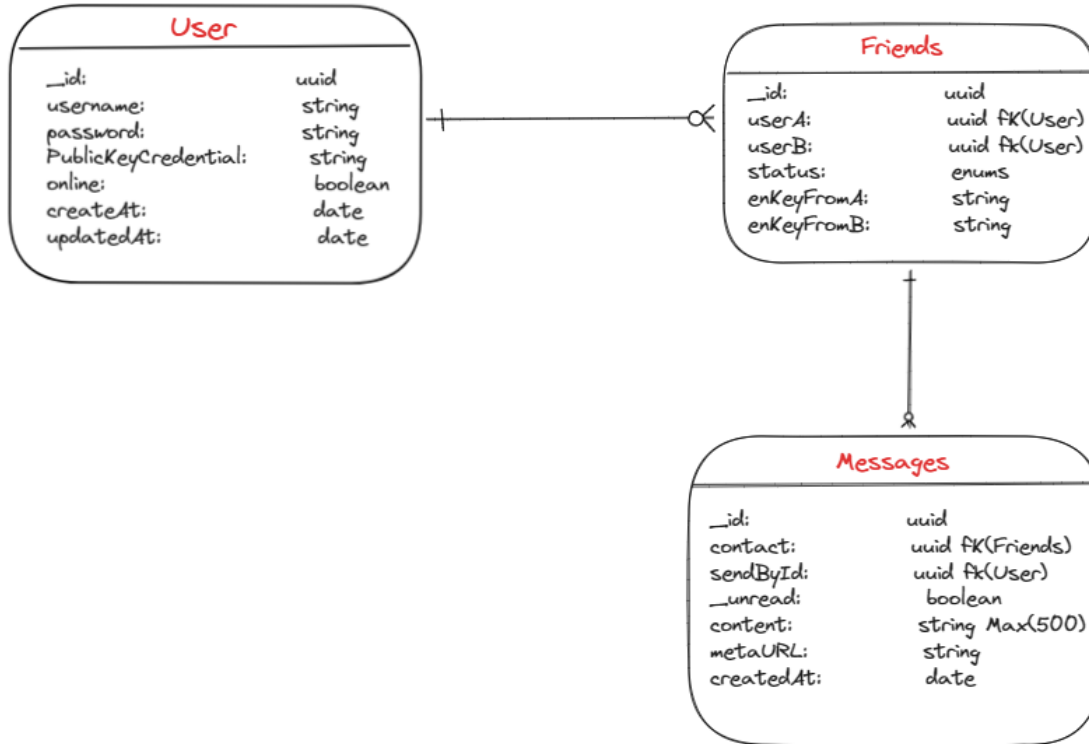 User
_id: uuid
username: string
password: string
PublicKeyCredential: string
online: boolean
createAt: date
updatedAt: date
Friends
_id: uuid
userA: uuid fK(User)
userB: uuid fk(User)
status: enums
enKeyFromA: string
enKeyFromB: string
Messages
_id: uuid
contact: uuid fK(Friends)
sendById: uuid fk(User)
_unread: boolean
content: string Max(500)
metaURL: string
createdAt: date